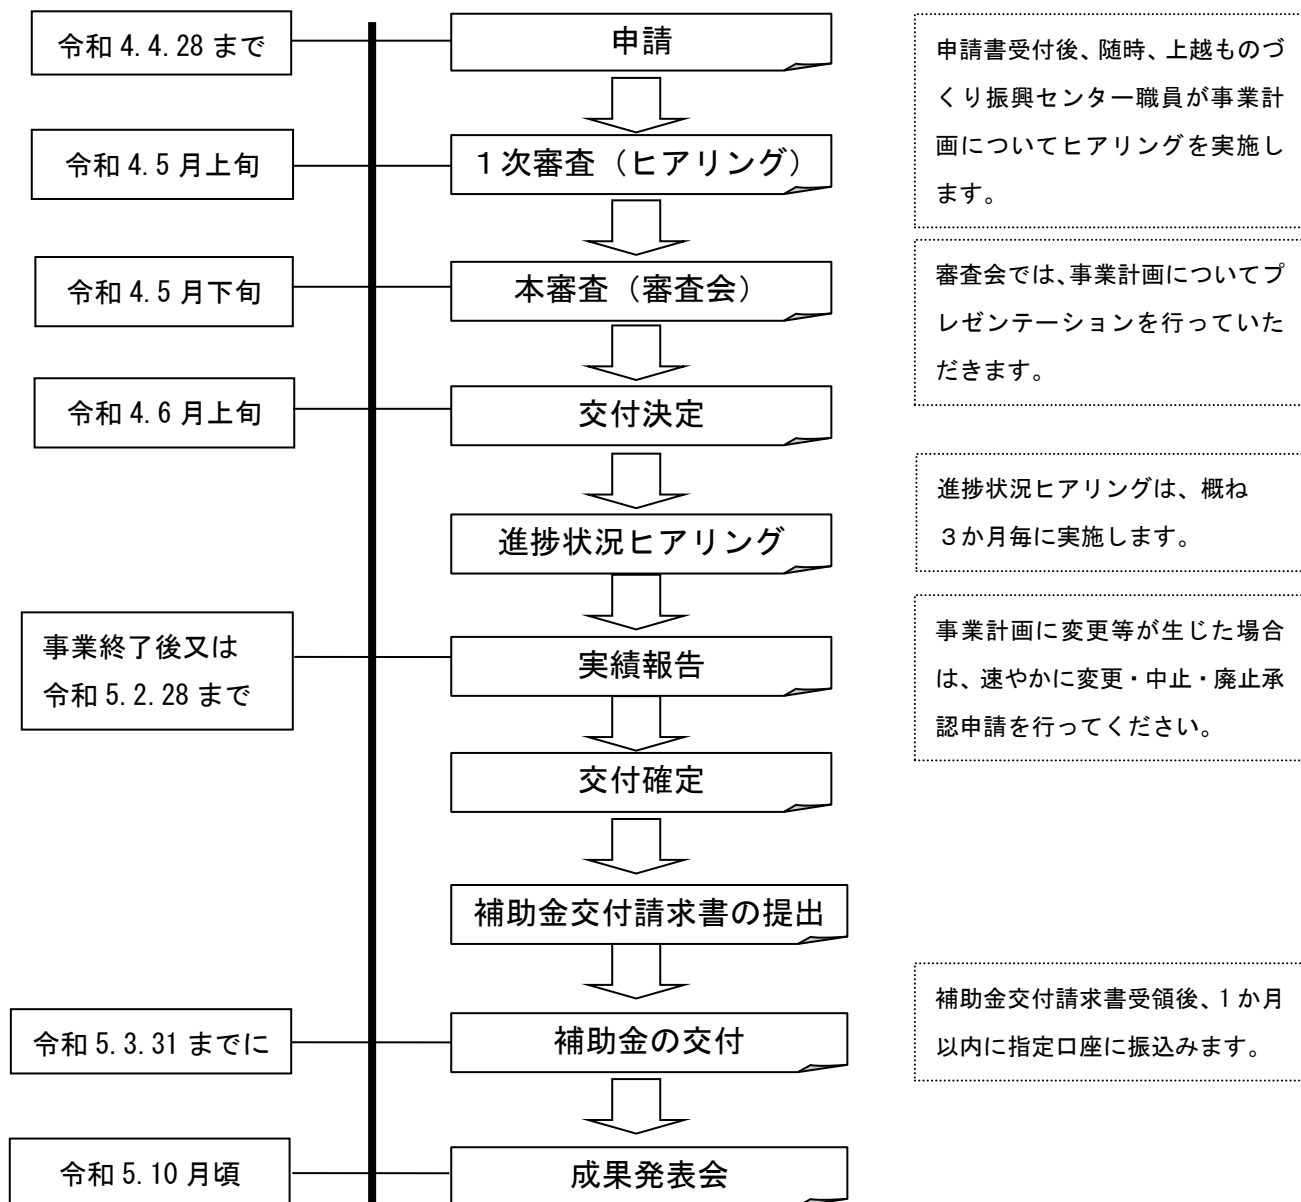 令和 4.4.28 まで
申請
申請書受付後、随時、上越ものづ
くり振興センター職員が事業計
画についてヒアリングを実施し
ます。
令和 4.5 月上旬
１次審査（ヒアリング）
令和 4.5 月下旬
本審査（審査会）
審査会では、事業計画についてプ
レゼンテーションを行っていた
だきます。
令和 4.6 月上旬
交付決定
進捗状況ヒアリング
進捗状況ヒアリングは、概ね
３か月毎に実施します。
事業終了後又は
令和 5.2.28 まで
実績報告
事業計画に変更等が生じた場合
は、速やかに変更・中止・廃止承
認申請を行ってください。
交付確定
補助金交付請求書の提出
令和 5.3.31 までに
補助金の交付
補助金交付請求書受領後、1 か月
以内に指定口座に振込みます。
令和 5.10 月頃
成果発表会